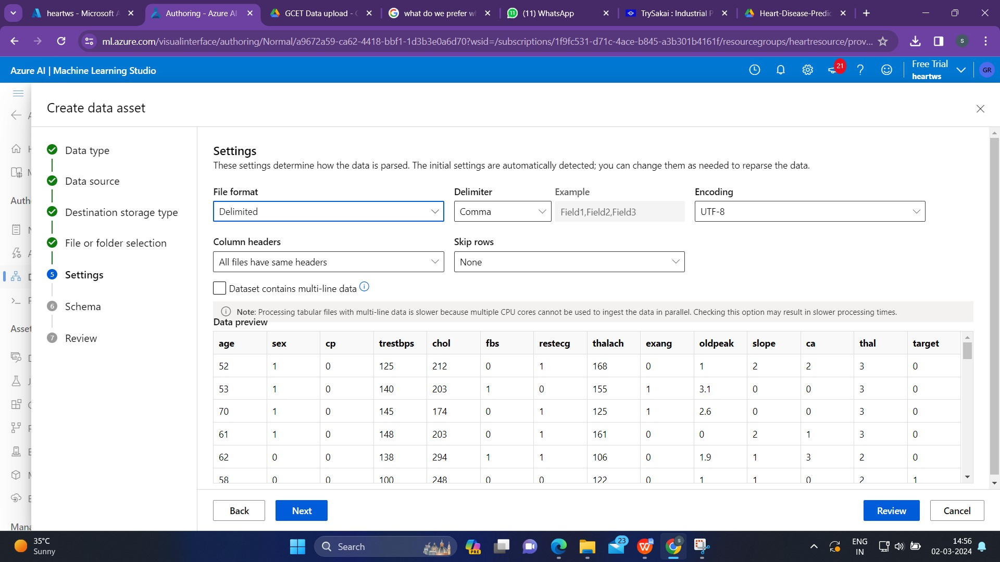 heartws - Microsoft A
Authoring - Azure AI
GCET Data upload -
what do we prefer w
(11) WhatsApp
TrySakai : Industrial P
Heart-Disease-Predic
ml.azure.com/visualinterface/authoring/Normal/a9672a59-ca62-4418-bbf1-1d3b3e0a6d70?wsid=/subscriptions/1f9fc531-d71c-4ace-b845-a3b301b4161f/resourcegroups/heartresource/prov...
S
Azure AI | Machine Learning Studio
21
Free Trial
heartws
GR
Create data asset
Data type
Data source
Destination storage type
File or folder selection
5 Settings
6 Schema
7 Review
Auth
Asset
Mana
Settings
These settings determine how the data is parsed. The initial settings are automatically detected; you can change them as needed to reparse the data.
File format Delimiter Example Encoding
Delimited Comma Field1,Field2,Field3 UTF-8
Column headers Skip rows
All files have same headers None
Dataset contains multi-line data
Note: Processing tabular files with multi-line data is slower because multiple CPU cores cannot be used to ingest the data in parallel. Checking this option may result in slower processing times.
Data preview
age sex cp trestbps chol fbs restecg thalach exang oldpeak slope ca thal target
52 1 0 125 212 0 1 168 0 1 2 2 3 0
53 1 0 140 203 1 0 155 1 3.1 0 0 3 0
70 1 0 145 174 0 1 125 1 2.6 0 0 3 0
61 1 0 148 203 0 1 161 0 0 2 1 3 0
62 0 0 138 294 1 1 106 0 1.9 1 3 2 0
58 0 0 100 248 0 0 122 0 1 1 0 2 1
Back Next Review Cancel
35°C
Sunny
Search
PRE
23
ENG
IN
14:56
02-03-2024